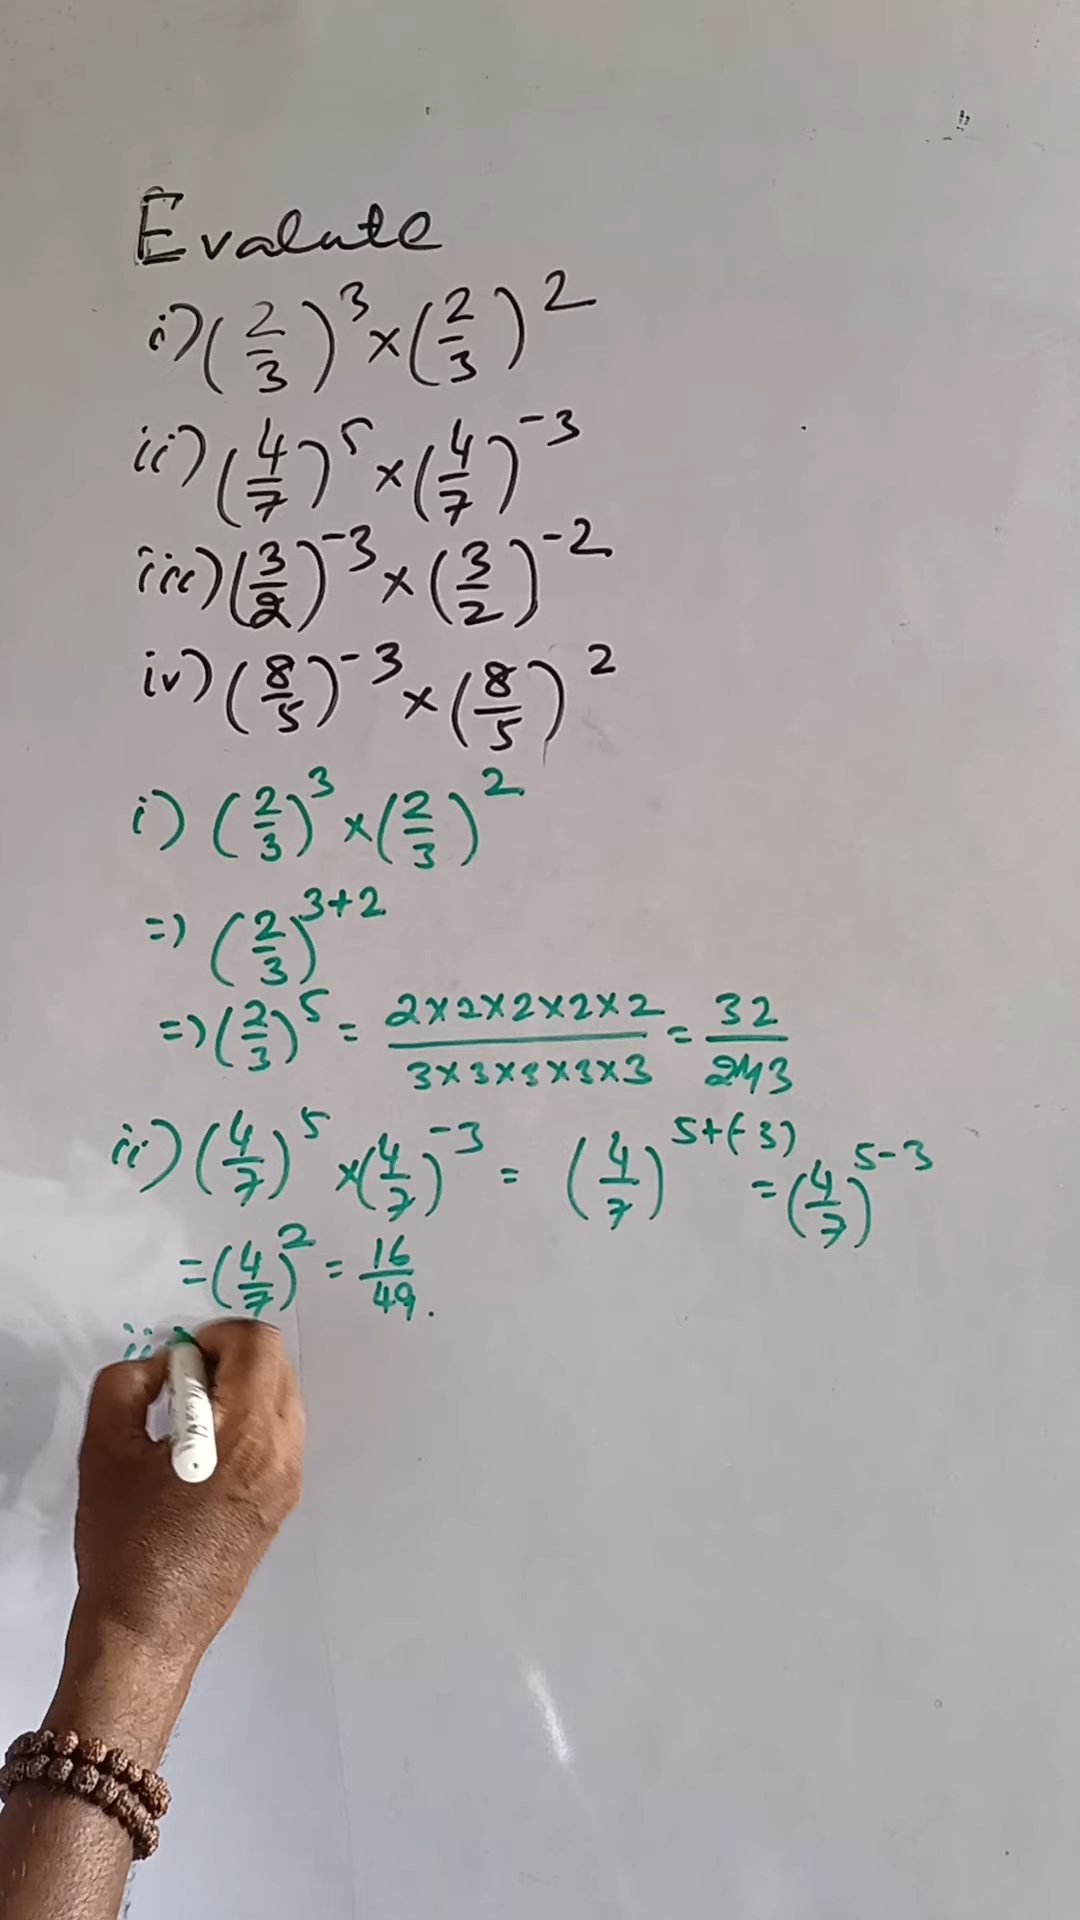 Evaluate
i) (2/3)^3 × (2/3)^2
ii) (4/7)^5 × (4/7)^-3
iii) (3/2)^-3 × (3/2)^-2
iv) (8/5)^-3 × (8/5)^2
i) (2/3)^3 × (2/3)^2
=> (2/3)^3+2
=> (2/3)^5 = 2×2×2×2×2/3×3×3×3×3 = 32/243
ii) (4/7)^5 × (4/7)^-3 = (4/7)^5+(-3) = (4/7)^5-3
= (4/7)^2 = 16/49.
ii